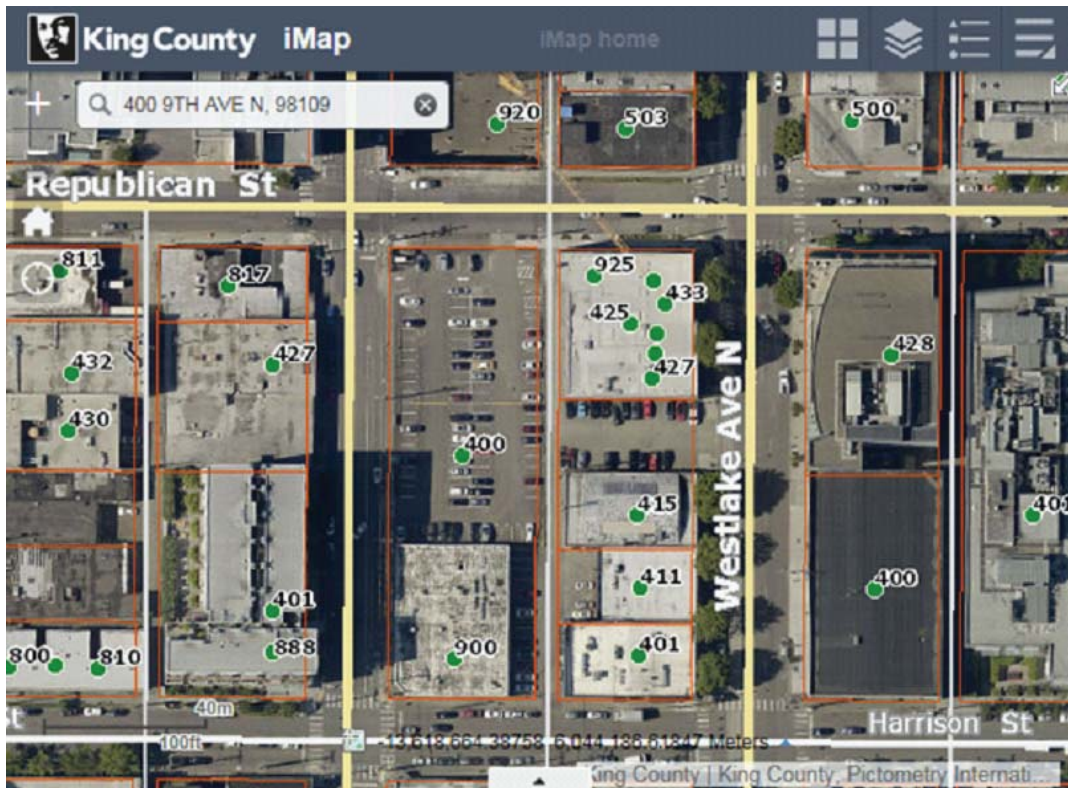 King County iMap iMap home
400 9TH AVE N, 98109
920 503 500
Republican St
811 817 925 433
425
432 427 427 428
430 400
Westlake Ave N
415 401
411 400
401 888 900 401
800 810
40m
St Harrison St
100ft -13,618,664.38758 6,044,186.61847 Meters
King County | King County, Pictometry Internati...